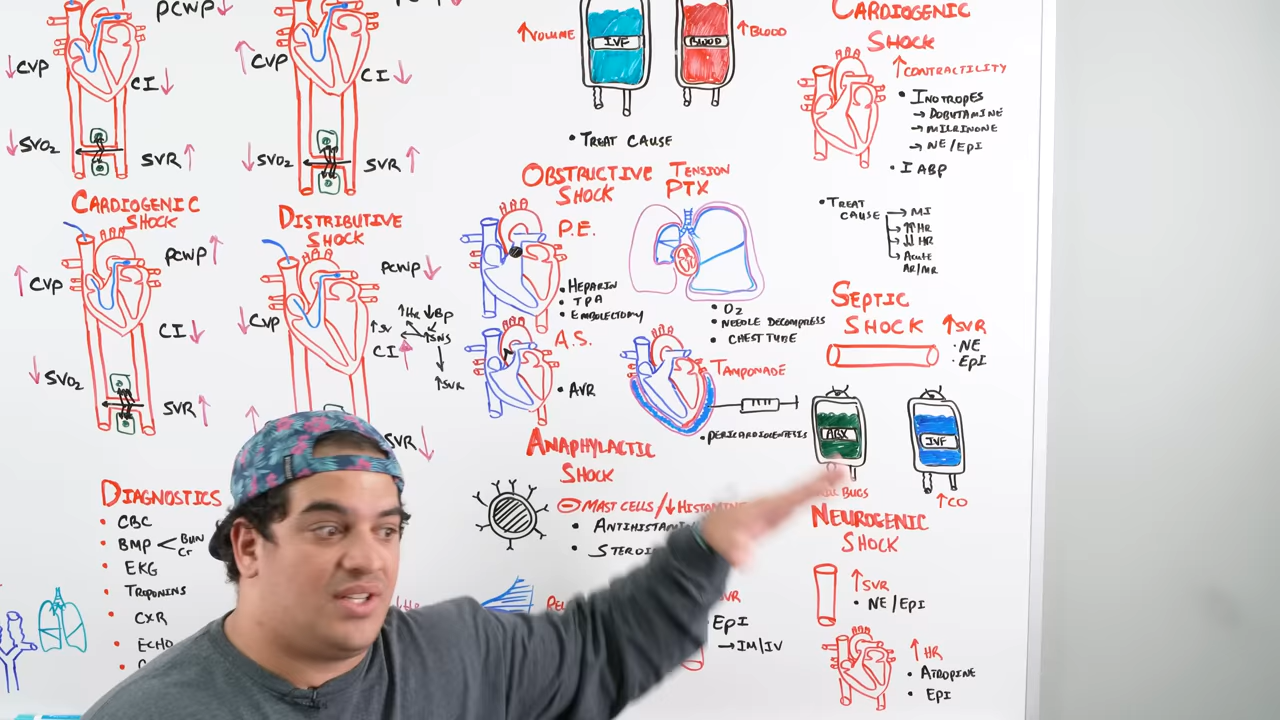 PCWP↓
↓CVP
CI↓
↓SVO₂
SVR↑
↑CVP
CI↓
↓SVO₂
SVR↑
CARDIOGENIC
SHOCK
PCWP↑
↑CVP
CI↓
↓SVO₂
SVR↑
DISTRIBUTIVE
SHOCK
PCWP↓
↓CVP
↑HR ↓BP
↑SV
↑SNS
CI↑
↑SVR
SVR↓
DIAGNOSTICS
• CBC
• BMP < BUN
Cr
• EKG
• TROPONINS
• CXR
• ECHO
↑VOLUME
IVF
BLOOD
↑BLOOD
• TREAT CAUSE
OBSTRUCTIVE
SHOCK
P.E.
• HEPARIN
• TPA
• EMBOLECTOMY
A.S.
• AVR
TENSION
PTX
• O2
• NEEDLE DECOMPRESS
• CHEST TUBE
TAMPONADE
• PERICARDIOCENTESIS
ANAPHYLACTIC
SHOCK
⊖ MAST CELLS/↓HISTAMINE
• ANTIHISTAMIN
• STEROI
EPI
→ IM/IV
CARDIOGENIC
SHOCK
↑CONTRACTILITY
• INOTROPES
→ DOBUTAMINE
→ MILRINONE
→ NE/EPI
• IABP
• TREAT
CAUSE
→ MI
→ ↑↑HR
→ ↓↓HR
→ ACUTE
AR/MR
SEPTIC
SHOCK
↑SVR
• NE
• EPI
ABX
IVF
BUGS
↑CO
NEUROGENIC
SHOCK
↑SVR
• NE/EPI
↑HR
• ATROPINE
• EPI